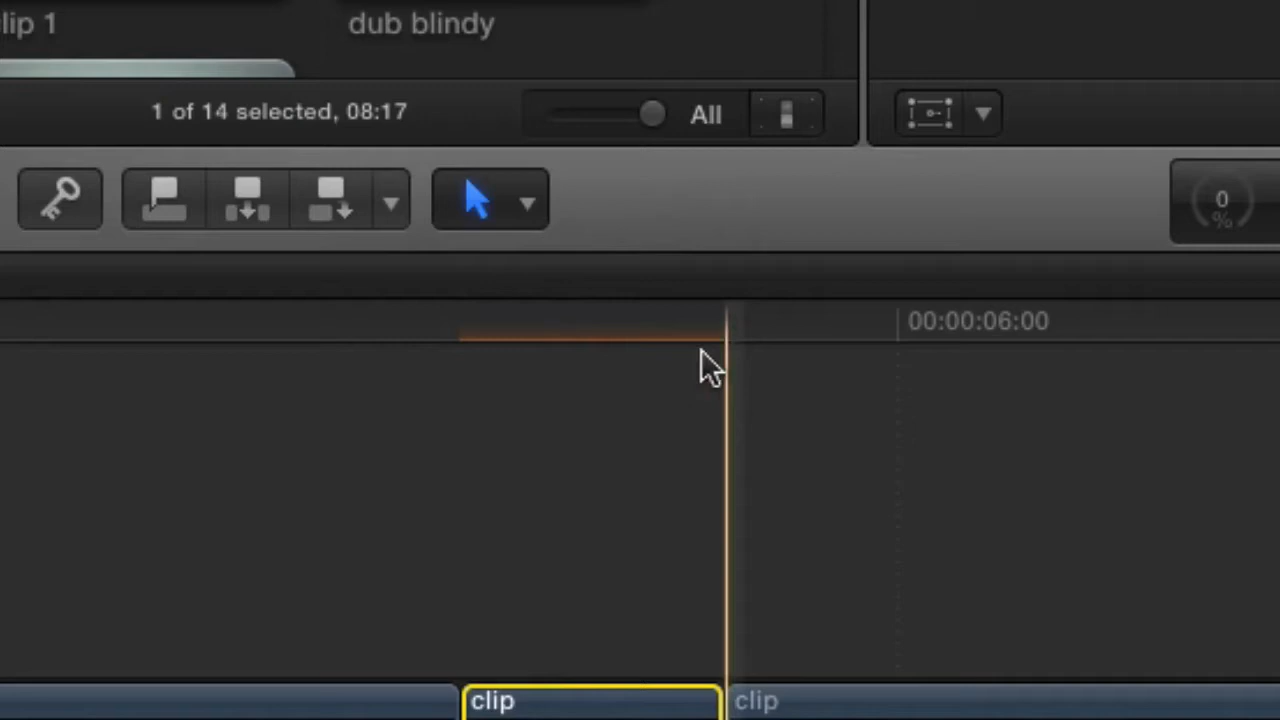 lip 1
dub blindy
1 of 14 selected, 08:17
All
0
%
00:00:06:00
clip
clip